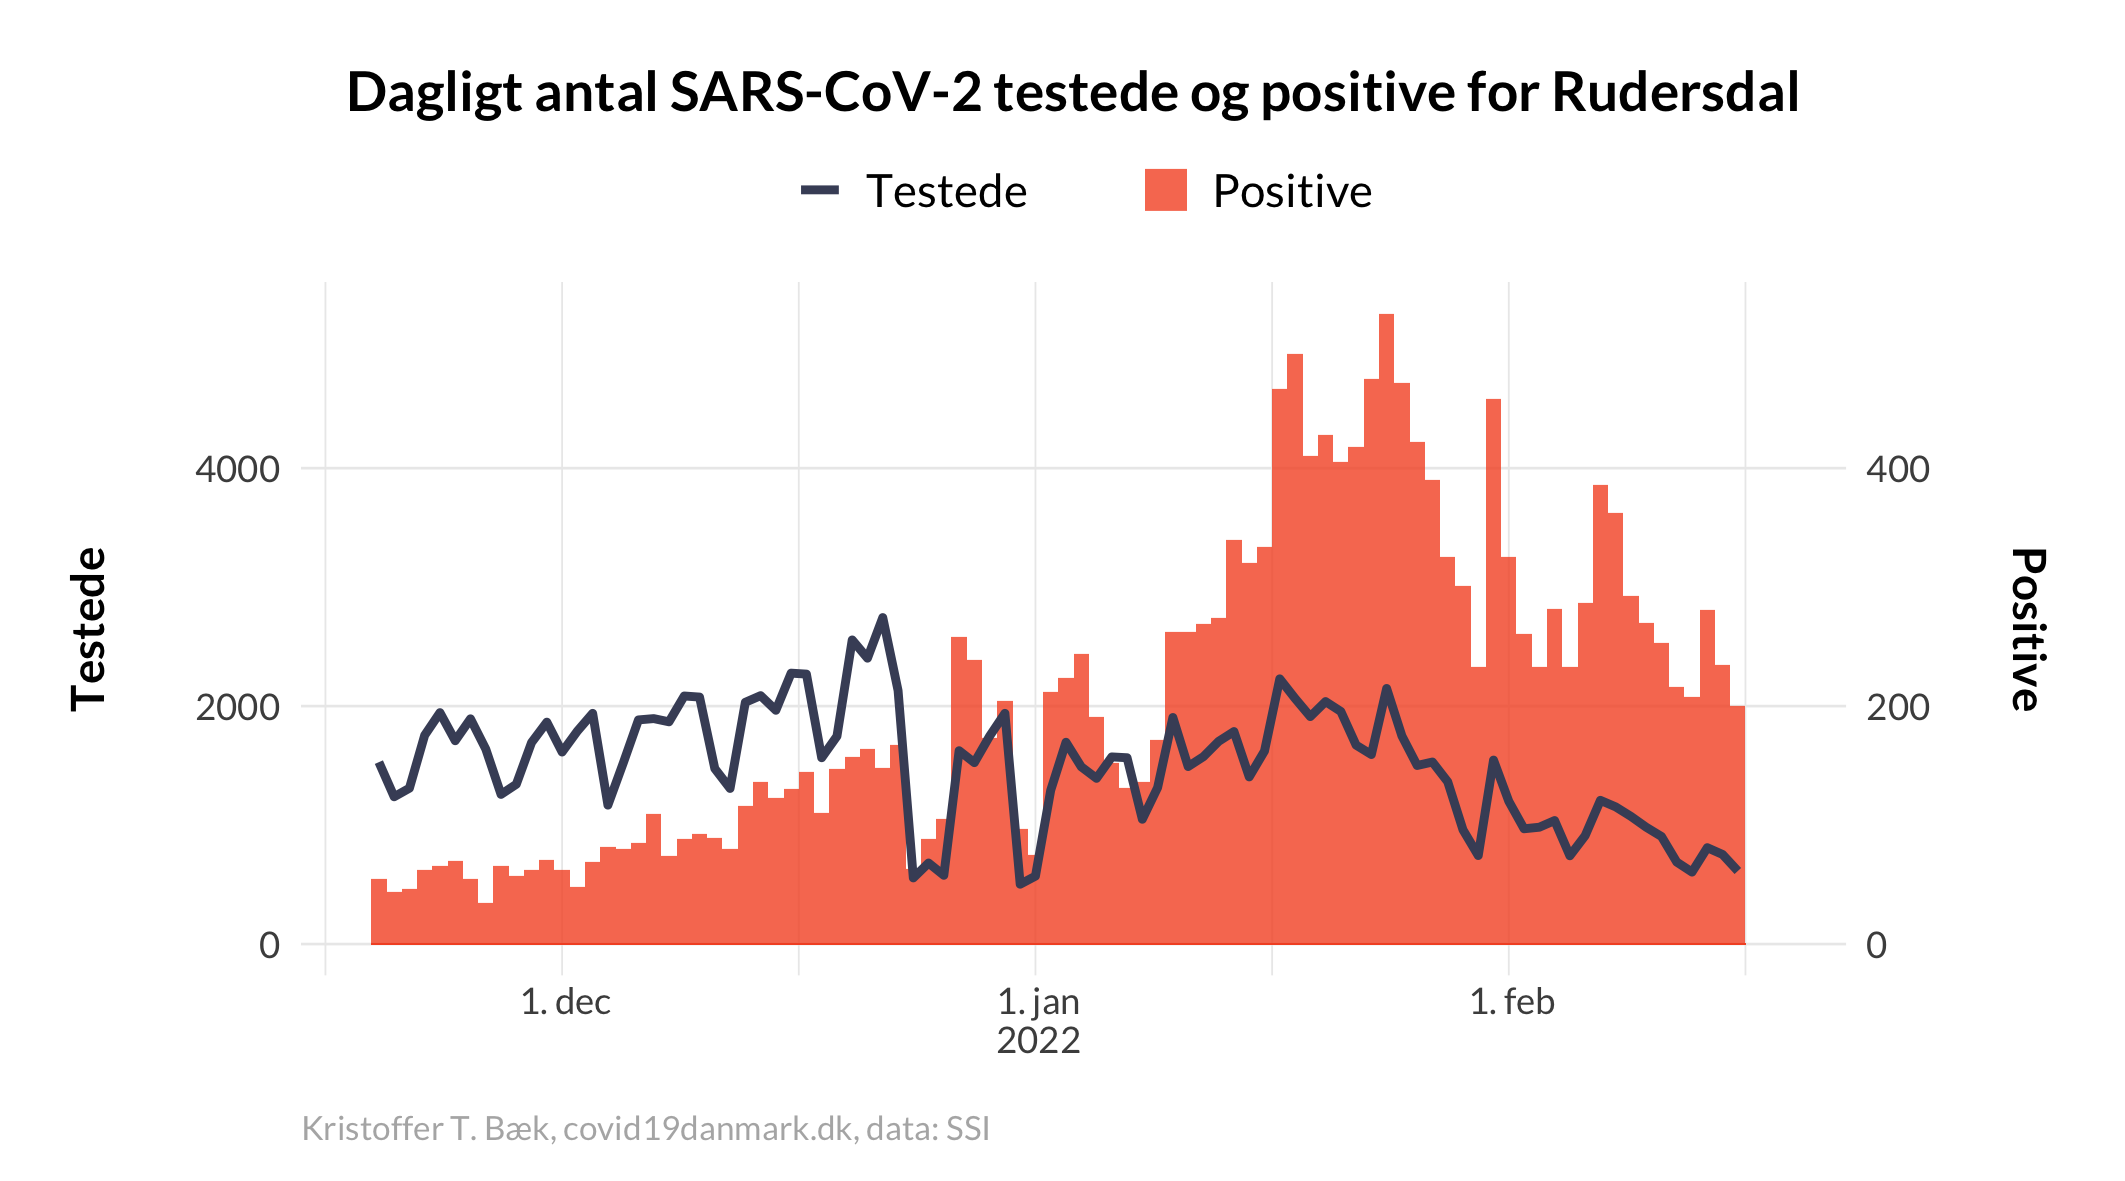 Dagligt antal SARS-CoV-2 testede og positive for Rudersdal
Testede
Positive
Testede
4000
2000
0
400
200
0
Positive
1. dec
1. jan
2022
1. feb
Kristoffer T. Bæk, covid19danmark.dk, data: SSI